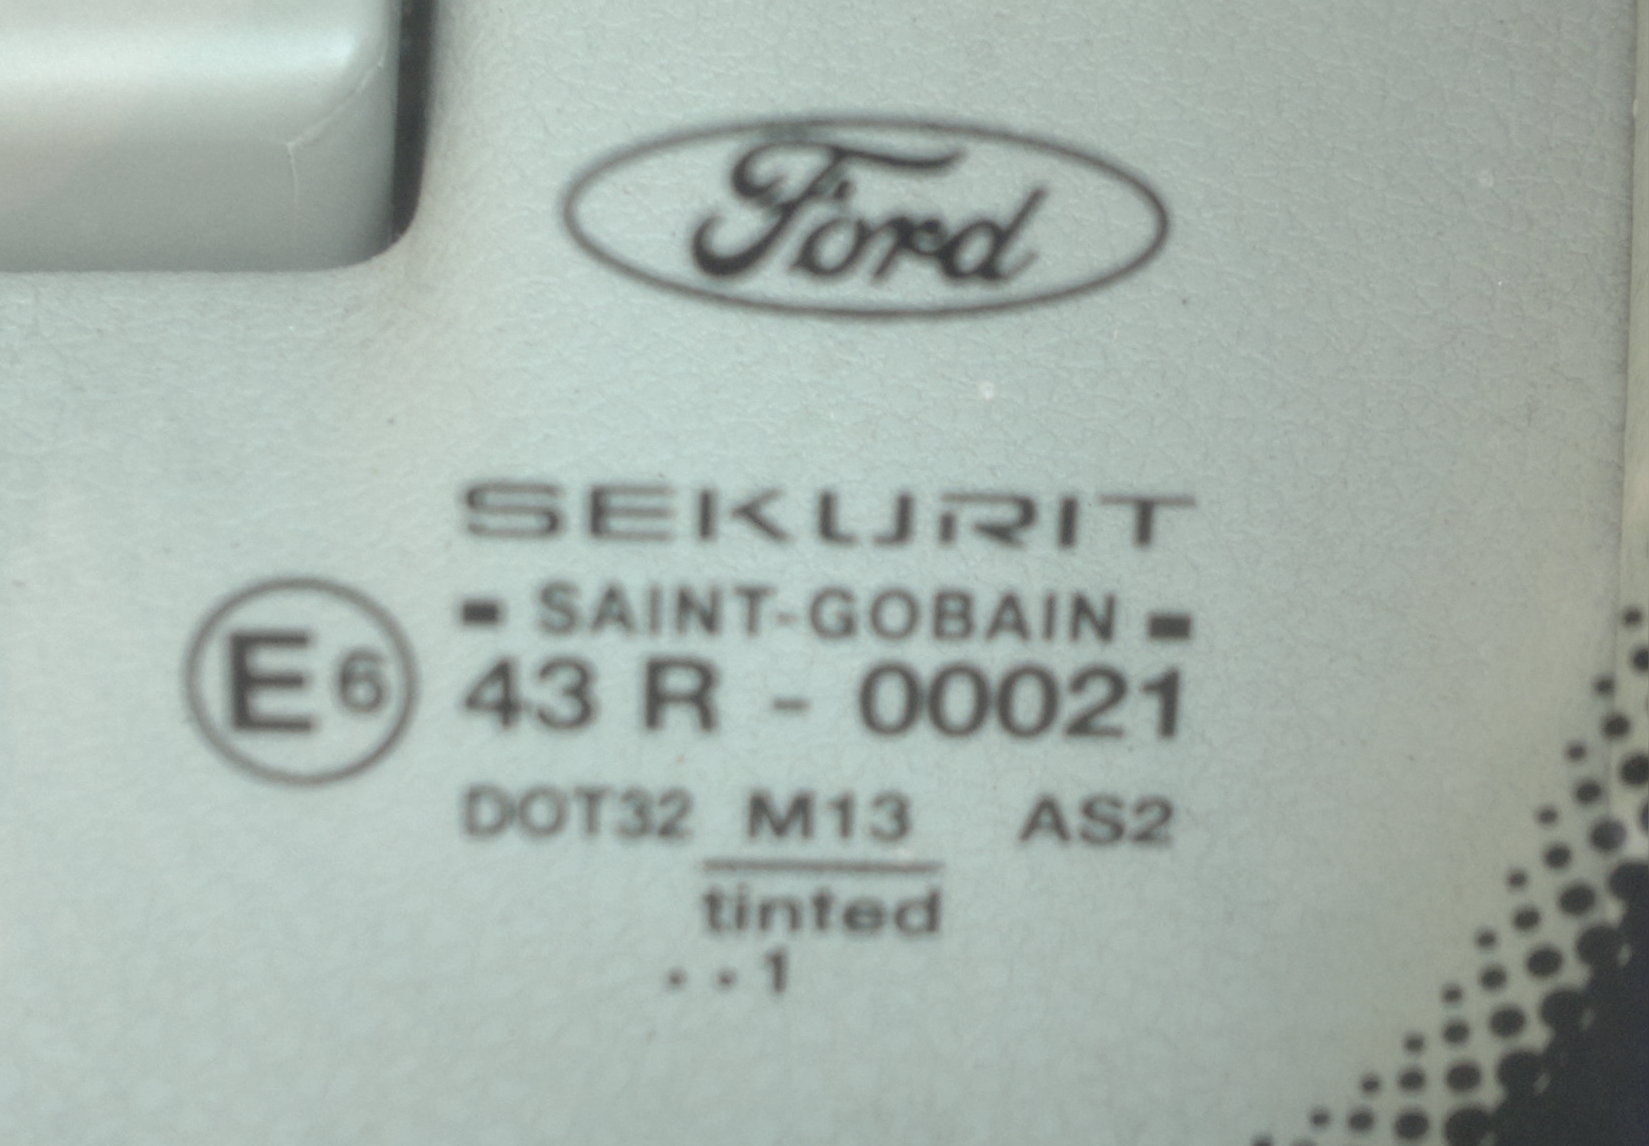 Ford
SEKURIT
- SAINT-GOBAIN -
E6 43 R - 00021
DOT32 M13 AS2
tinted
. . 1